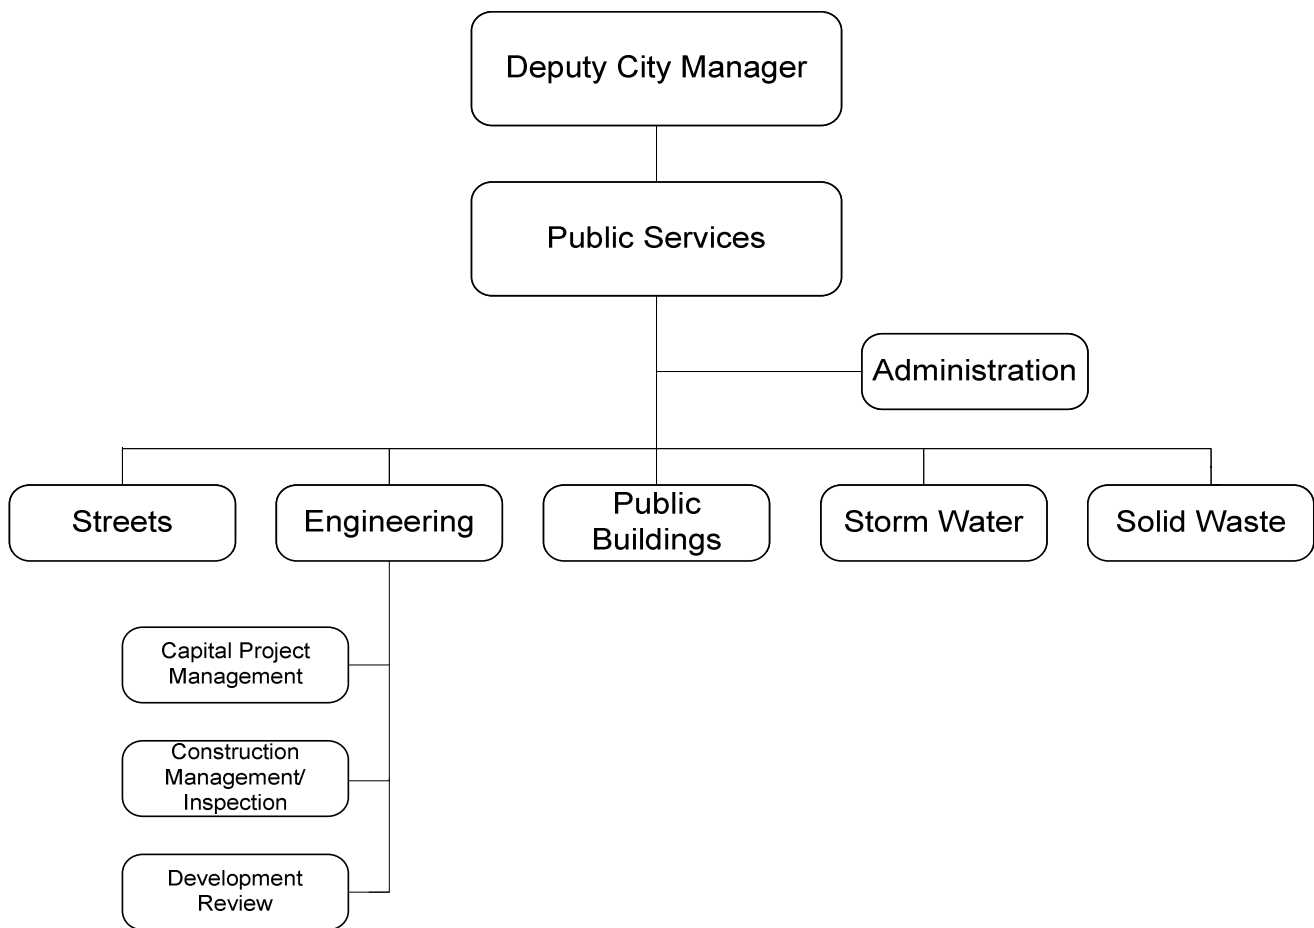 Deputy City Manager
Public Services
Administration
Streets
Engineering
Public
Buildings
Storm Water
Solid Waste
Capital Project
Management
Construction
Management/
Inspection
Development
Review